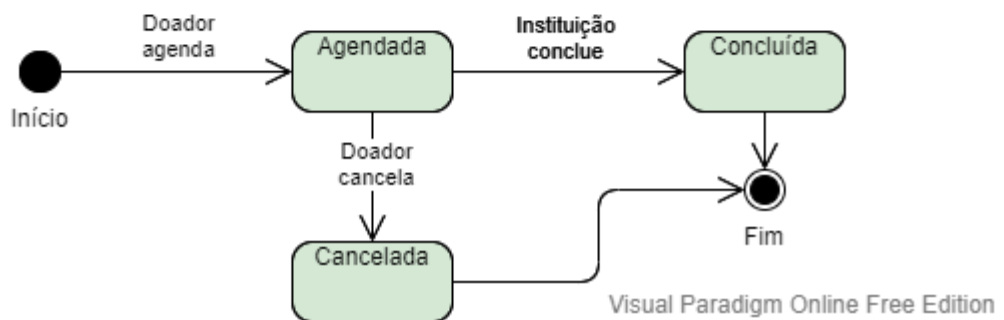 Doador
agenda
Agendada
Instituição
conclue
Concluída
Início
Doador
cancela
Fim
Cancelada
Visual Paradigm Online Free Edition